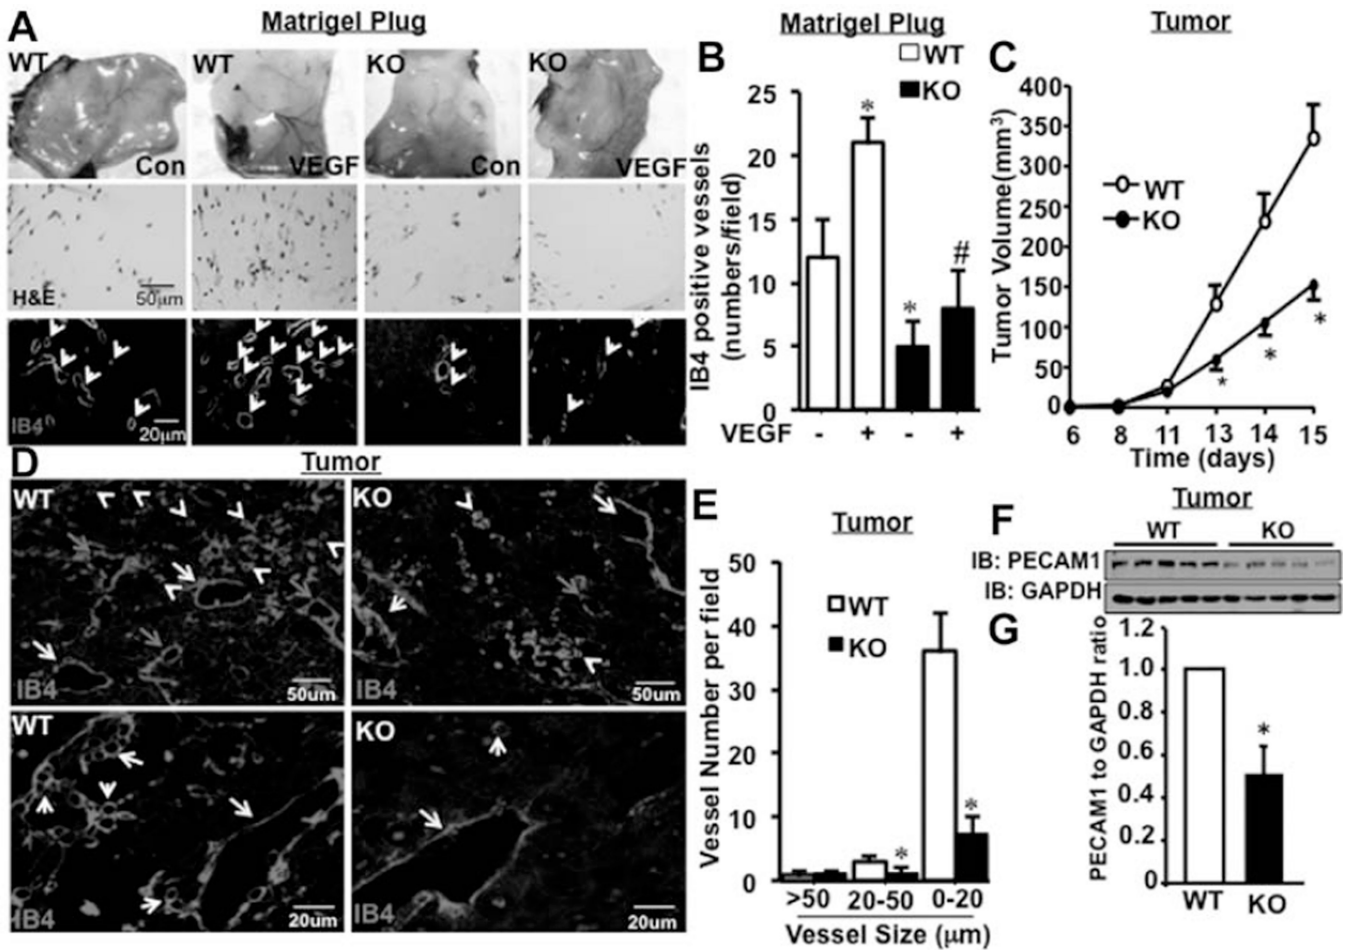 A
Matrigel Plug
WT
Con
WT
VEGF
KO
Con
KO
VEGF
H&E
50μm
IB4
20μm
B
Matrigel Plug
WT
KO
IB4 positive vessels
(numbers/field)
25
20
15
10
5
0
*
*
#
VEGF - + - +
C
Tumor
Tumor Volume(mm³)
400
350
300
250
200
150
100
50
0
WT
KO
*
*
*
6 8 11 13 14 15
Time (days)
D
Tumor
WT
IB4
50um
KO
IB4
50um
WT
IB4
20um
KO
IB4
20um
E
Tumor
Vessel Number per field
50
40
30
20
10
0
WT
KO
*
*
>50 20-50 0-20
Vessel Size (μm)
F
Tumor
WT KO
IB: PECAM1
IB: GAPDH
G
PECAM1 to GAPDH ratio
1.2
1.0
0.8
0.6
0.4
0.2
0
*
WT KO